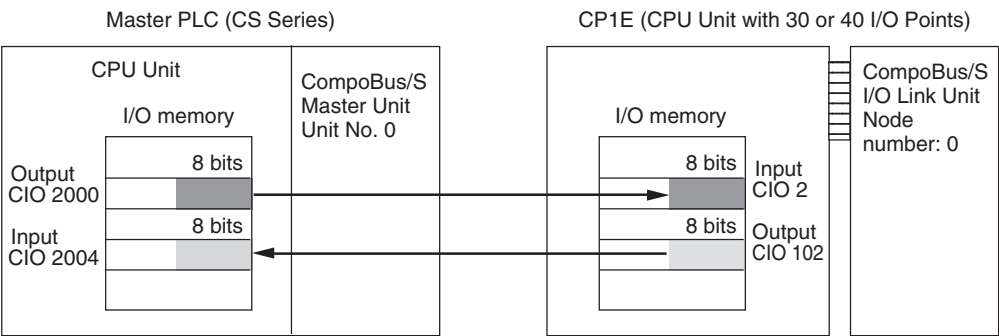 Master PLC (CS Series)
CP1E (CPU Unit with 30 or 40 I/O Points)
CPU Unit
CompoBus/S
Master Unit
Unit No. 0
I/O memory
8 bits
Output
CIO 2000
8 bits
Input
CIO 2004
I/O memory
8 bits
Input
CIO 2
8 bits
Output
CIO 102
CompoBus/S
I/O Link Unit
Node
number: 0